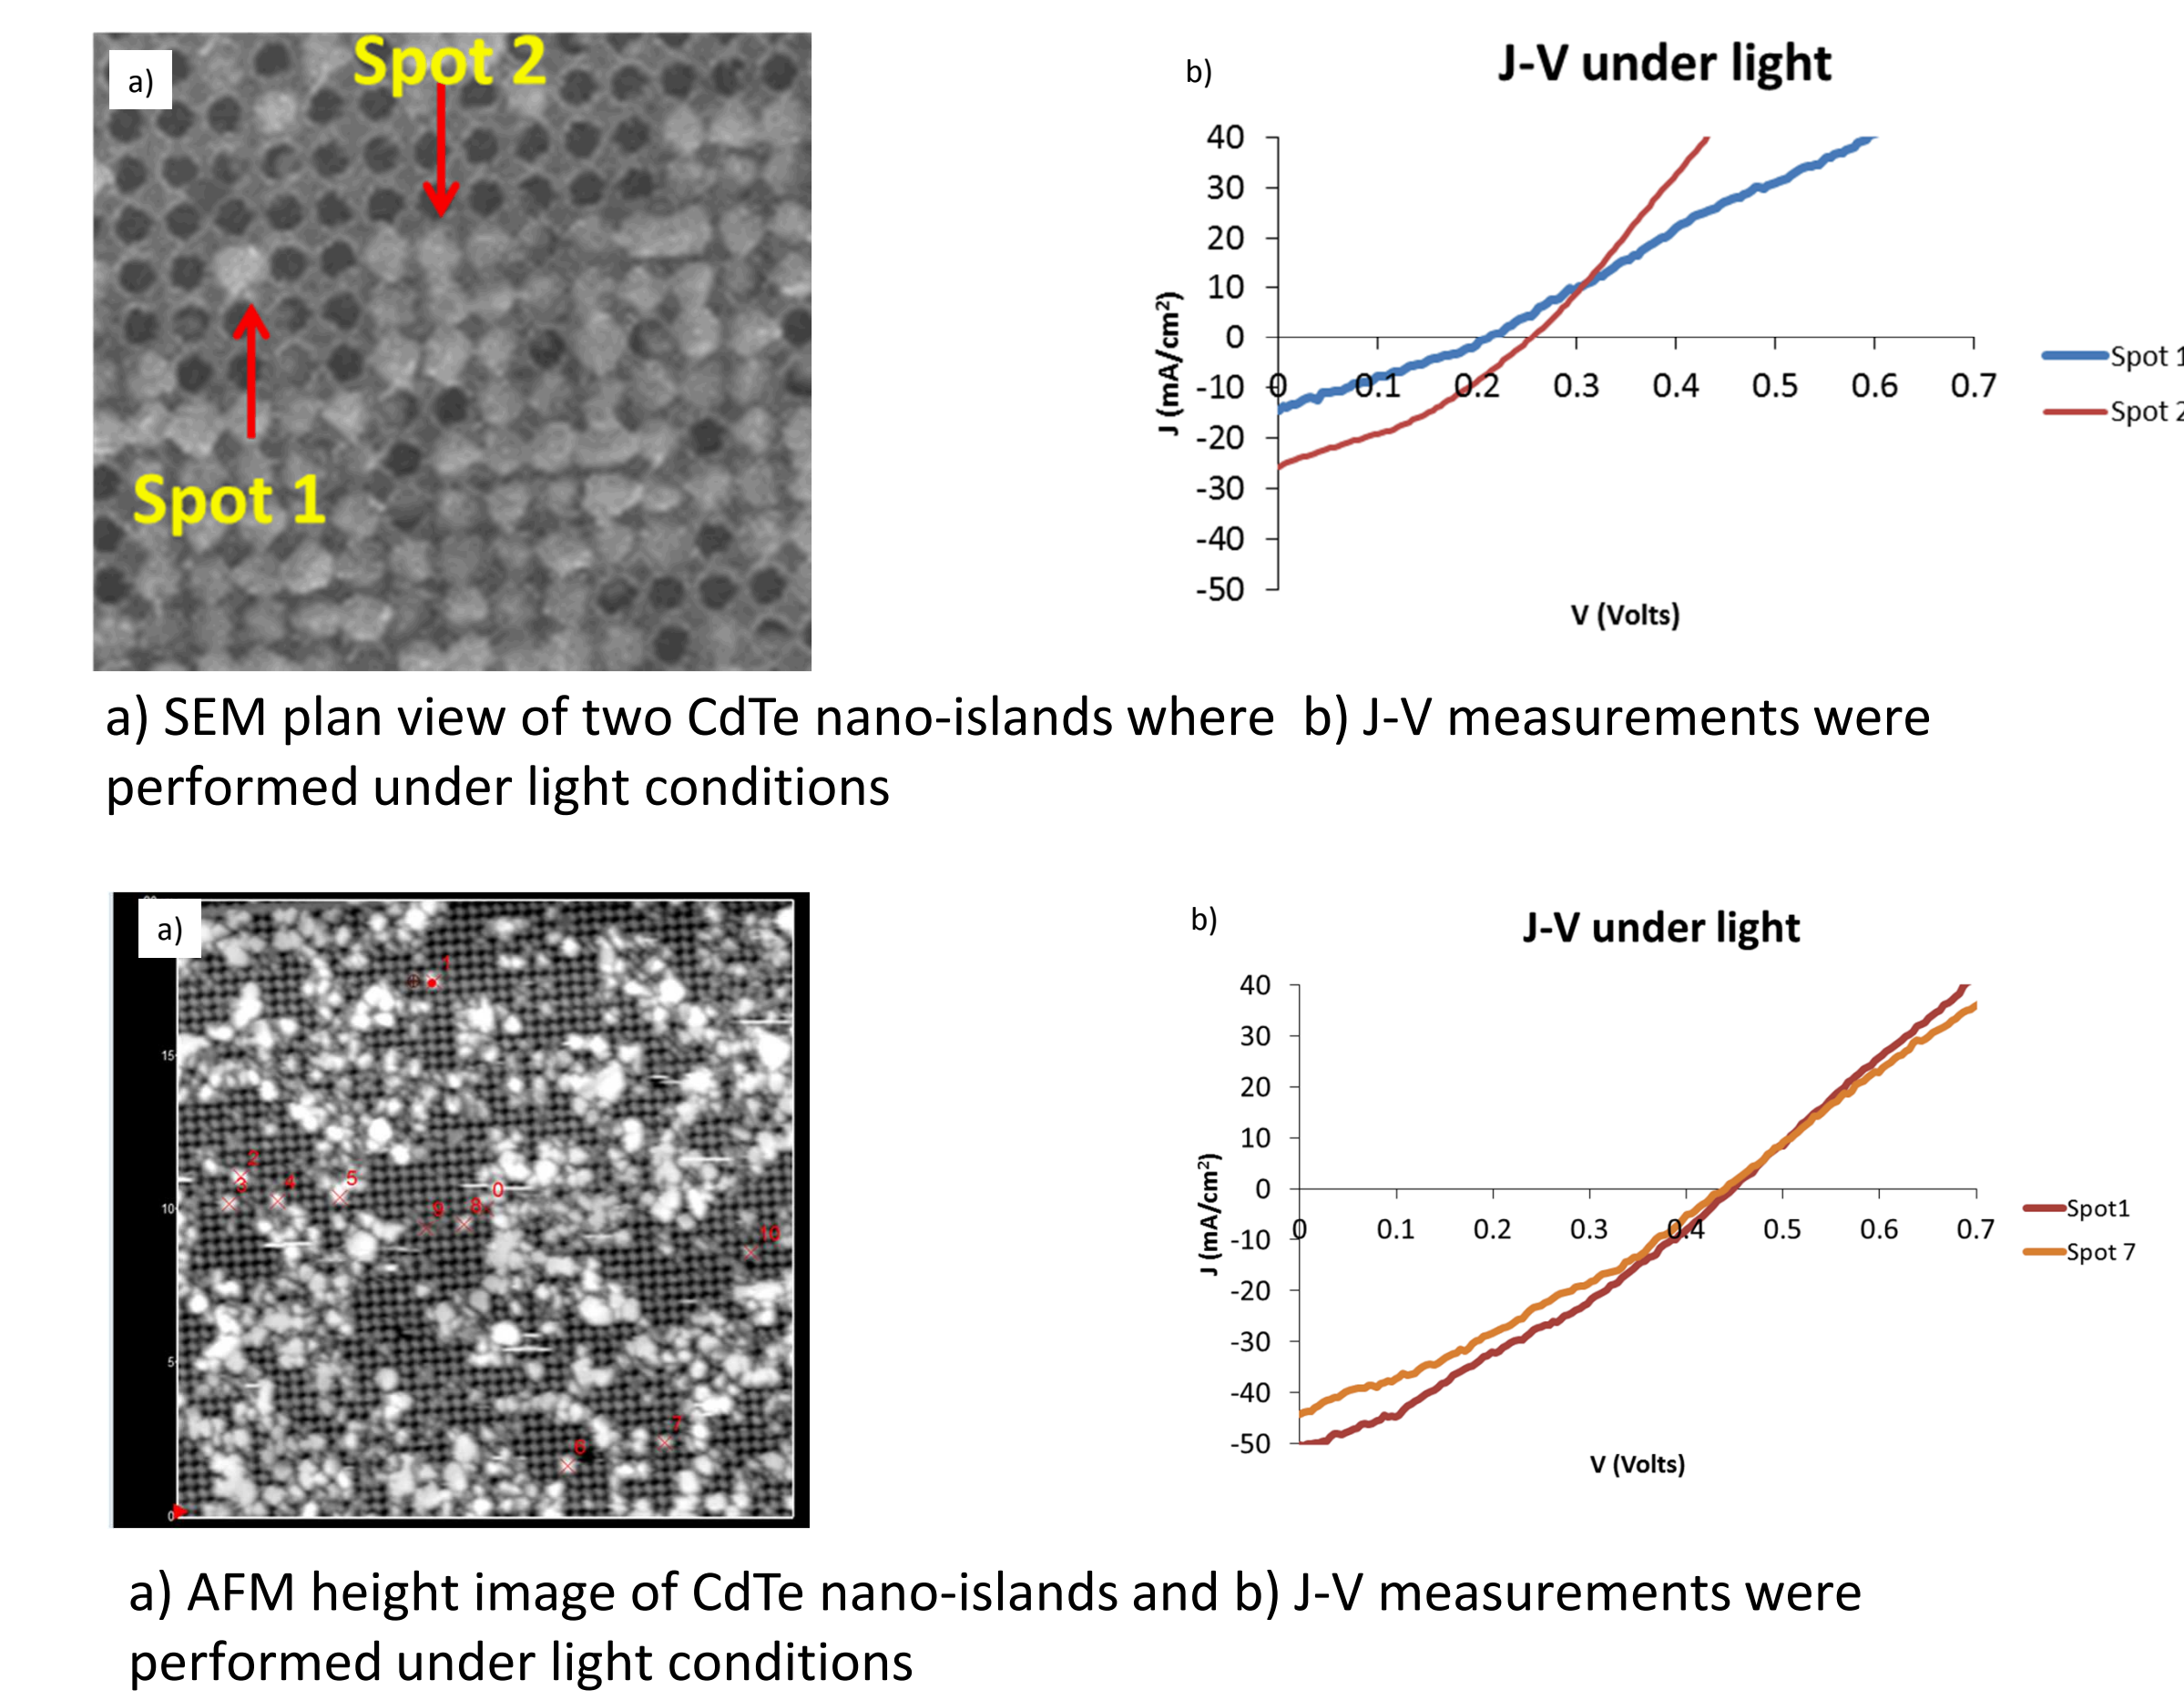 a)
Spot 2
Spot 1
b)
J-V under light
40
30
20
10
0
-10
-20
-30
-40
-50
J (mA/cm²)
0 0.1 0.2 0.3 0.4 0.5 0.6 0.7
V (Volts)
Spot 1
Spot 2
a) SEM plan view of two CdTe nano-islands where b) J-V measurements were
performed under light conditions
a)
15
10
5
0
1
2
3
4
5
0
9
8
10
7
6
b)
J-V under light
40
30
20
10
0
-10
-20
-30
-40
-50
J (mA/cm²)
0 0.1 0.2 0.3 0.4 0.5 0.6 0.7
V (Volts)
Spot1
Spot 7
a) AFM height image of CdTe nano-islands and b) J-V measurements were
performed under light conditions